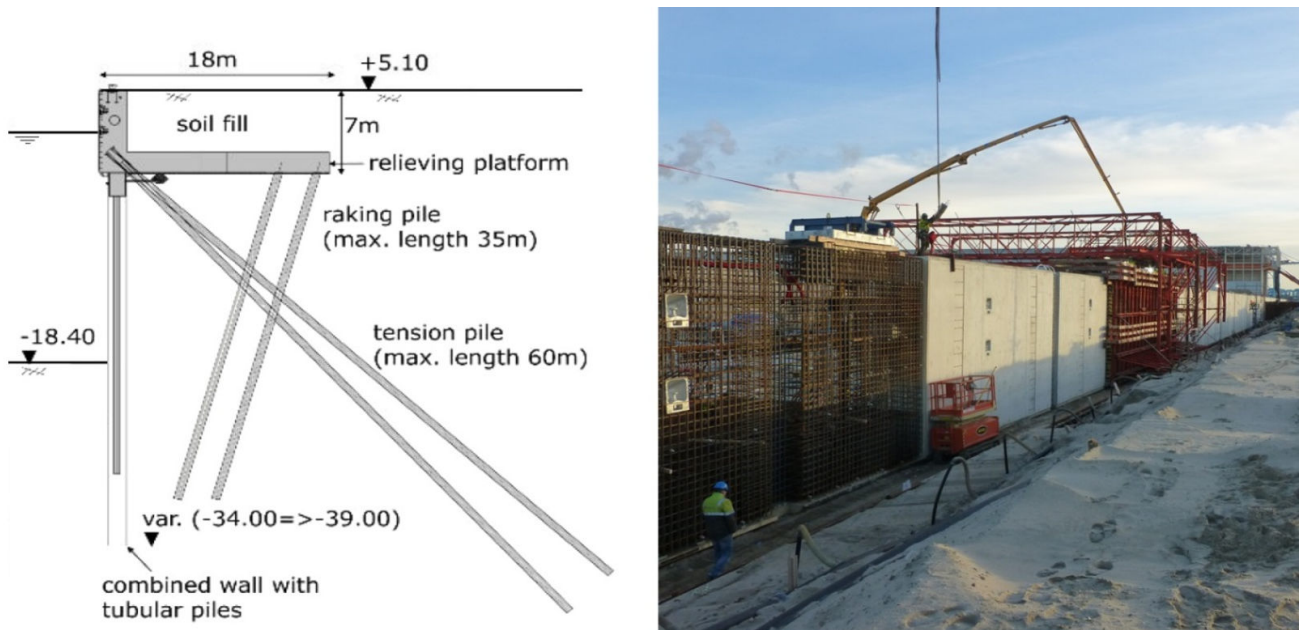 18m
+5.10
soil fill
7m
relieving platform
raking pile
(max. length 35m)
tension pile
(max. length 60m)
-18.40
var. (-34.00=>-39.00)
combined wall with
tubular piles